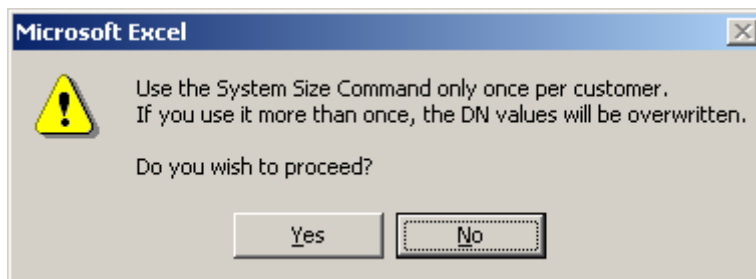 Microsoft Excel
Use the System Size Command only once per customer.
If you use it more than once, the DN values will be overwritten.
Do you wish to proceed?
Yes
No